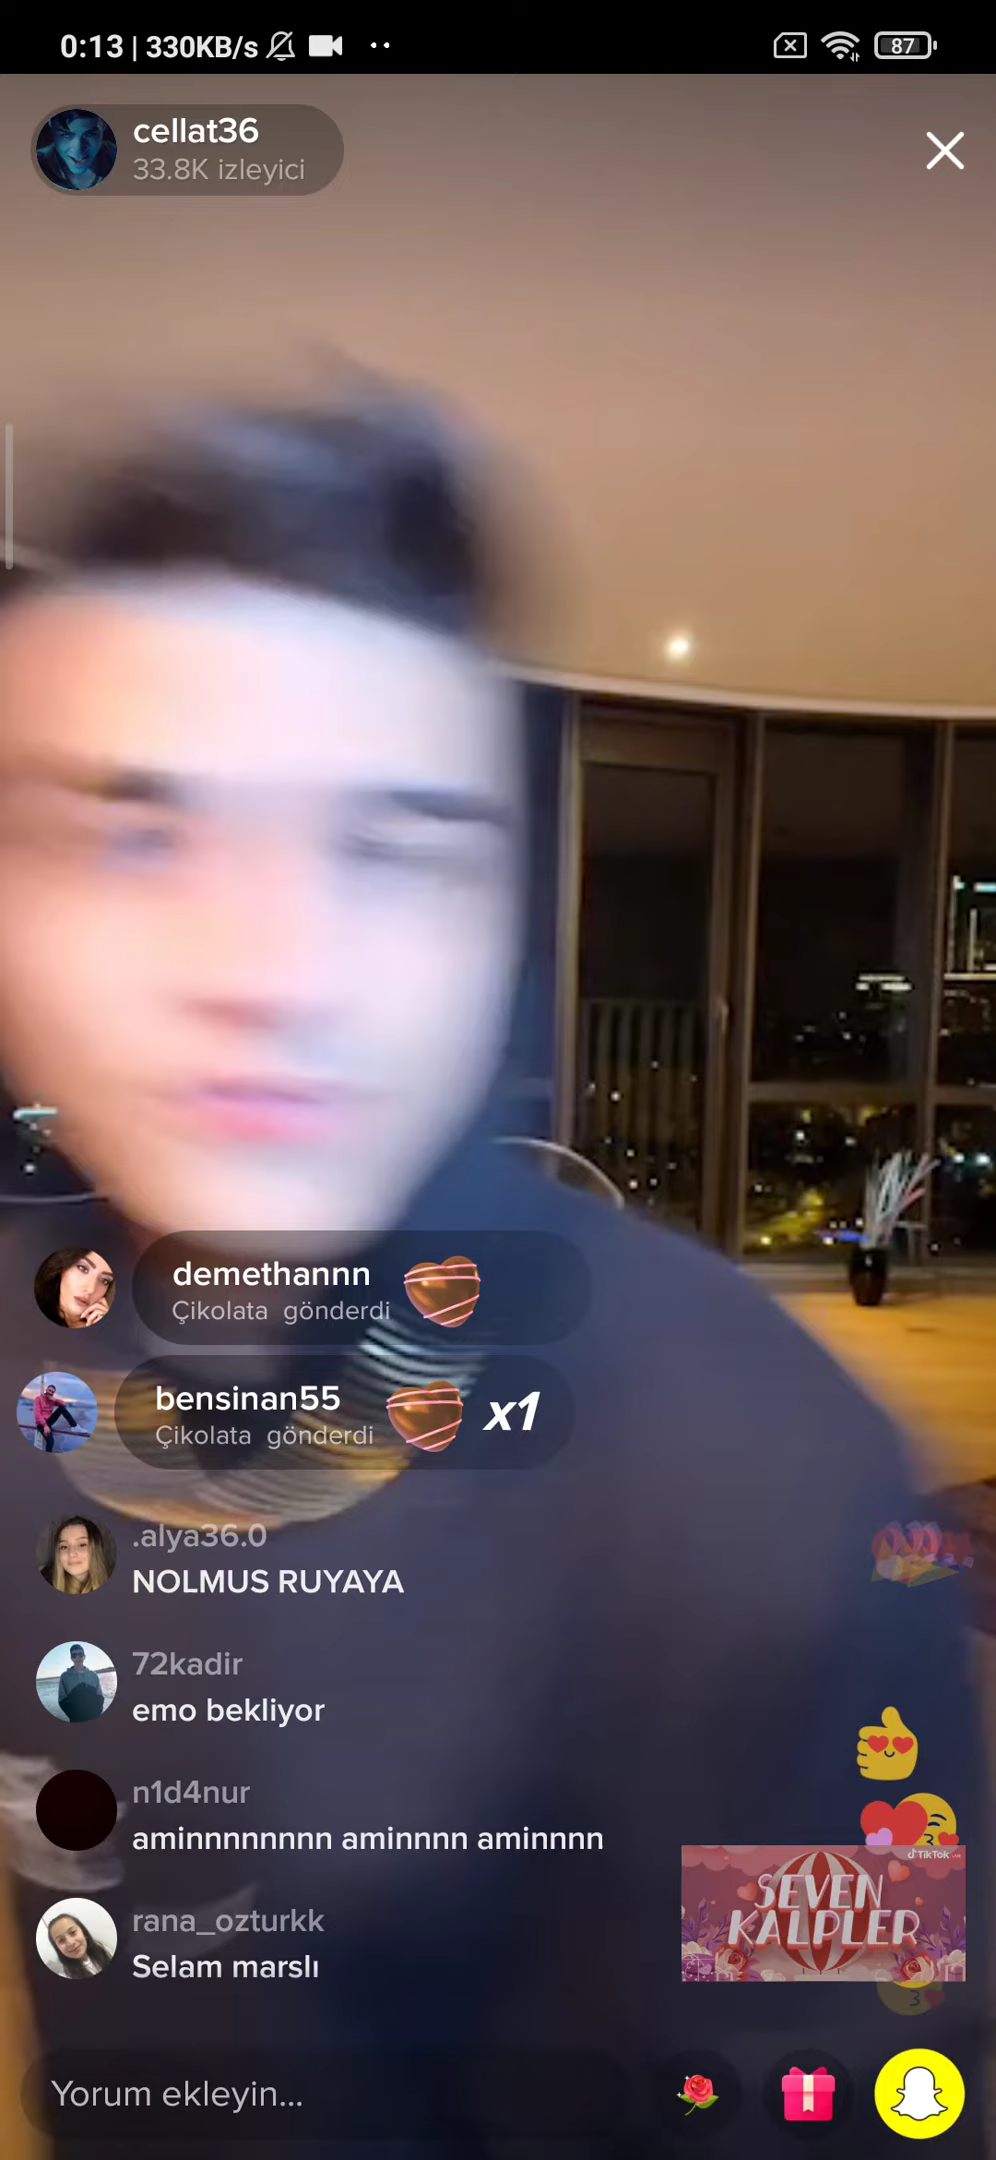 0:13 | 330KB/s
87
cellat36
33.8K izleyici
demethannn
Çikolata gönderdi
bensinan55
Çikolata gönderdi
x1
.alya36.0
NOLMUS RUYAYA
72kadir
emo bekliyor
n1d4nur
aminnnnnnnn aminnnn aminnnn
rana_ozturkk
Selam marslı
TikTok
SEVEN
KALPLER
Yorum ekleyin...